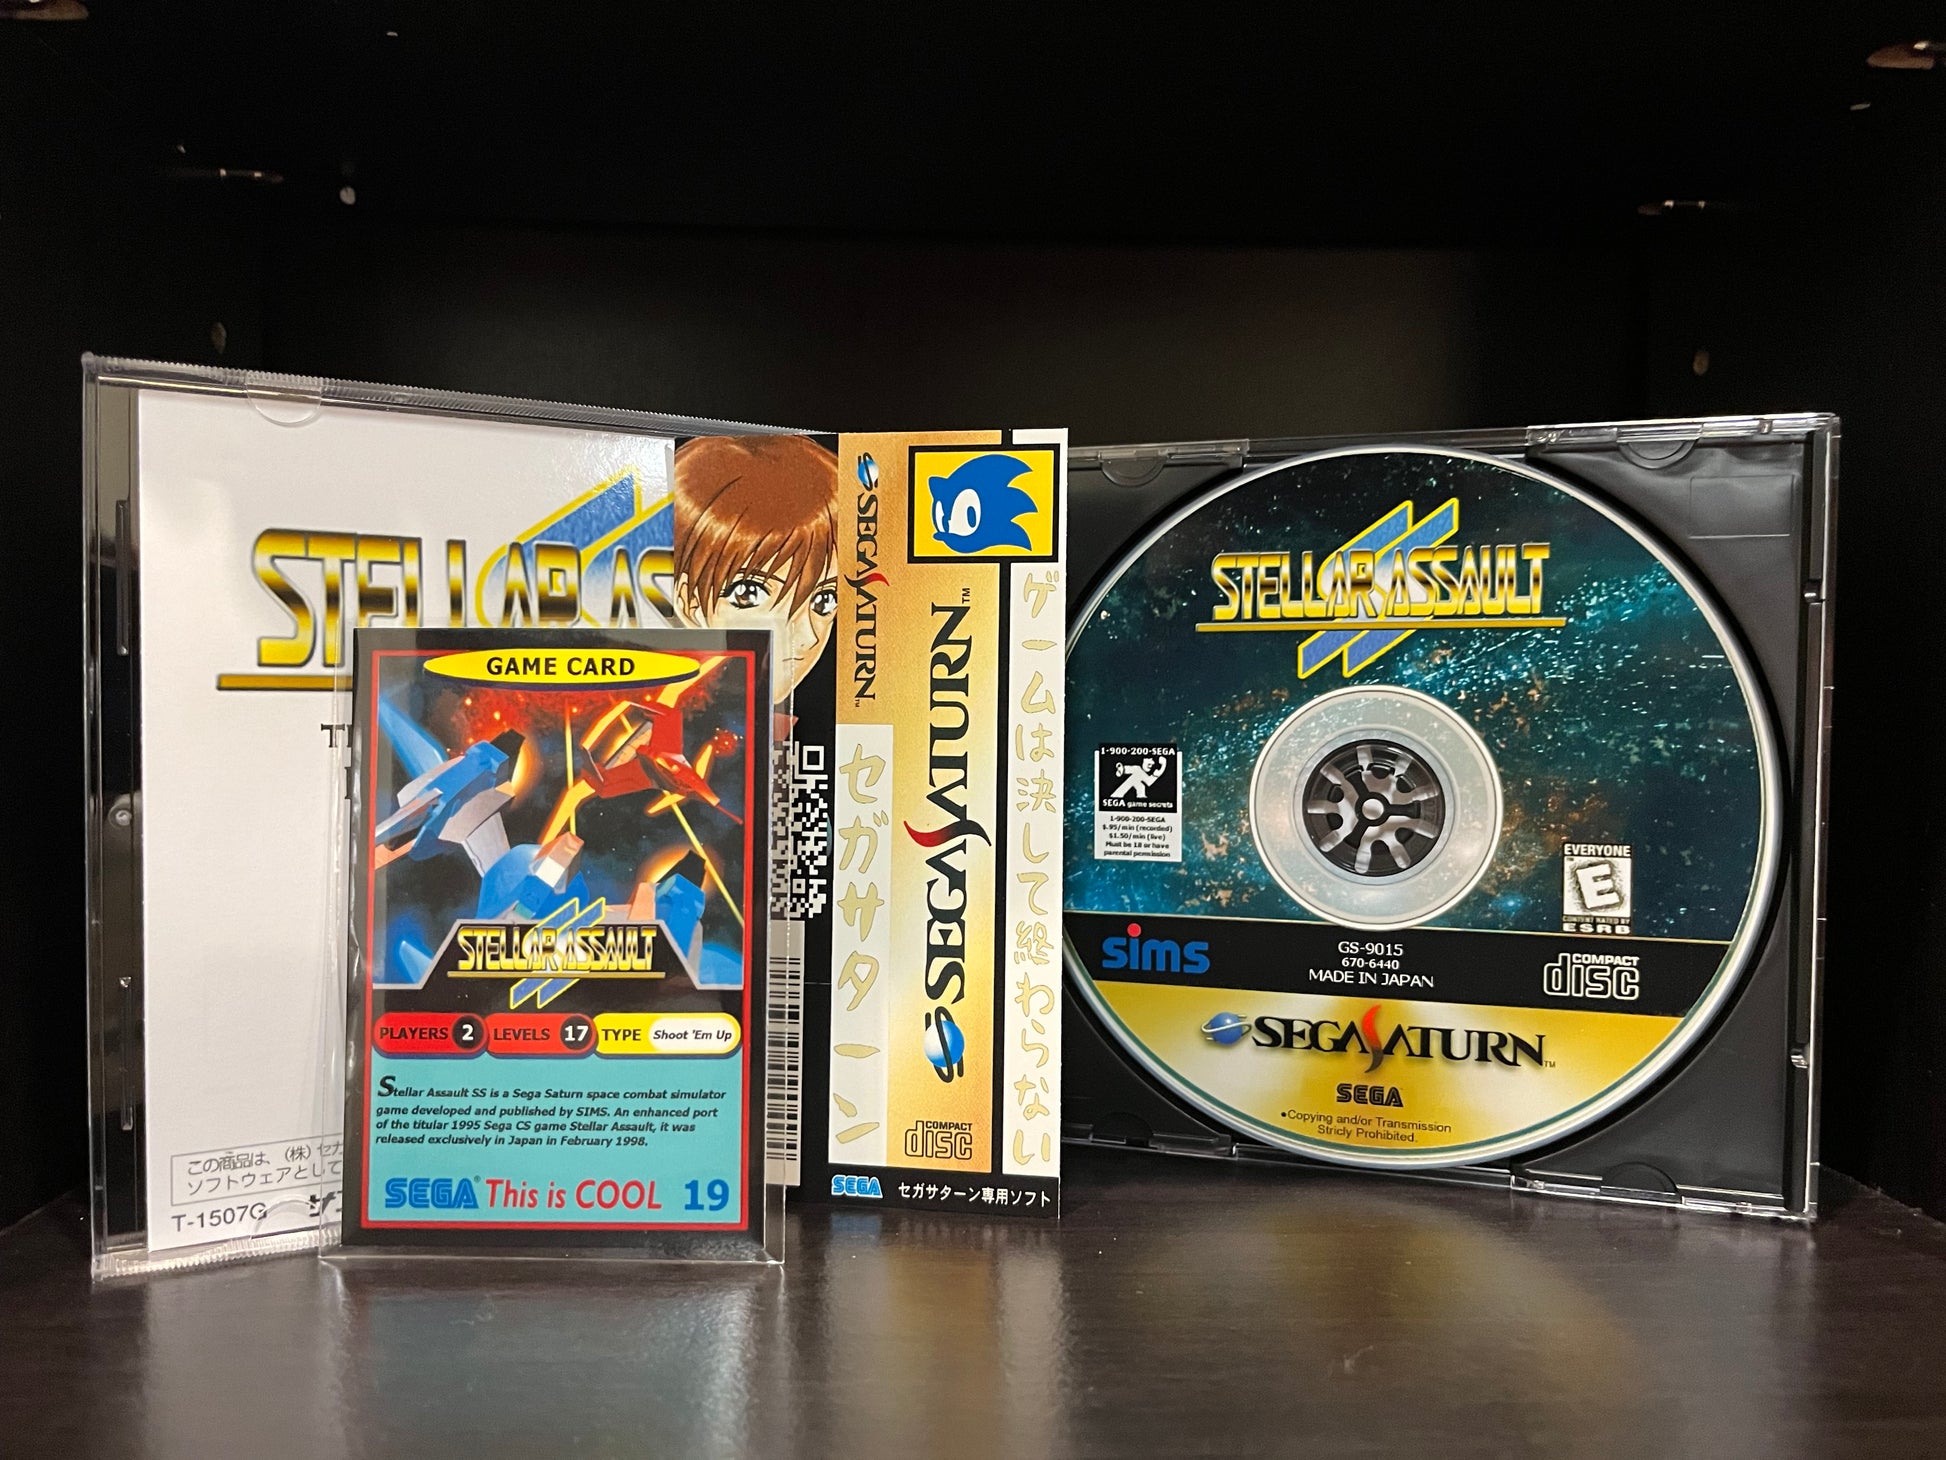 STELLAR AS
この商品は、(株)セガ
ソフトウェアとして
T-1507G
GAME CARD
STELLAR ASSAULT
PLAYERS 2 LEVELS 17 TYPE Shoot 'Em Up
Stellar Assault SS is a Sega Saturn space combat simulator
game developed and published by SIMS. An enhanced port
of the titular 1995 Sega CS game Stellar Assault, it was
released exclusively in Japan in February 1998.
SEGA® This is COOL 19
SEGA SATURN™
セガサターン
SEGA SATURN™
COMPACT
disc
ゲームは決して終わらない
SEGA セガサターン専用ソフト
STELLAR ASSAULT
1-900-200-SEGA
SEGA game secrets
1-900-200-SEGA
$.95/min (recorded)
$1.50/min (live)
Must be 18 or have
parental permission
EVERYONE
E
CONTENT RATED BY
ESRB
sims
GS-9015
670-6440
MADE IN JAPAN
COMPACT
disc
SEGA SATURN™
SEGA
●Copying and/or Transmission
Stricly Prohibited.